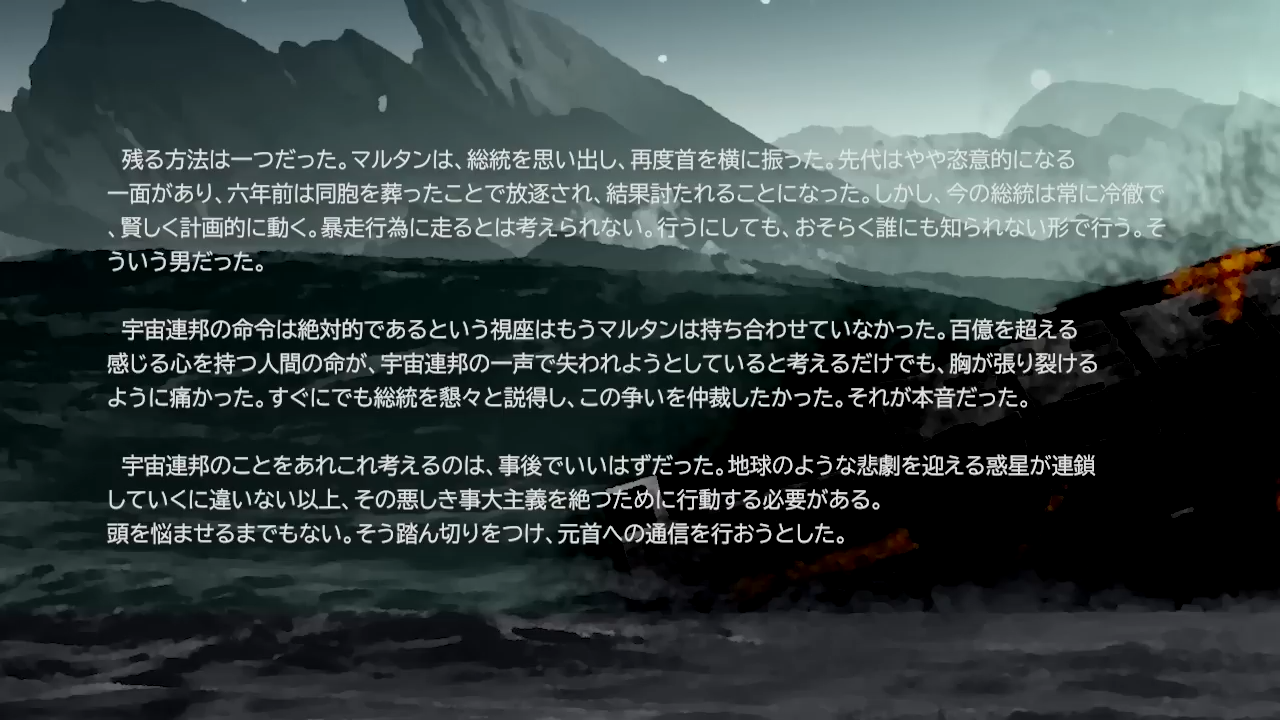 残る方法は一つだった。マルタンは、総統を思い出し、再度首を横に振った。先代はやや恣意的になる
一面があり、六年前は同胞を葬ったことで放逐され、結果討たれることになった。しかし、今の総統は常に冷徹で
、賢しく計画的に動く。暴走行為に走るとは考えられない。行うにしても、おそらく誰にも知られない形で行う。そ
ういう男だった。
宇宙連邦の命令は絶対的であるという視座はもうマルタンは持ち合わせていなかった。百億を超える
感じる心を持つ人間の命が、宇宙連邦の一声で失われようとしていると考えるだけでも、胸が張り裂ける
ように痛かった。すぐにでも総統を懇々と説得し、この争いを仲裁したかった。それが本音だった。
宇宙連邦のことをあれこれ考えるのは、事後でいいはずだった。地球のような悲劇を迎える惑星が連鎖
していくに違いない以上、その悪しき事大主義を絶つために行動する必要がある。
頭を悩ませるまでもない。そう踏ん切りをつけ、元首への通信を行おうとした。